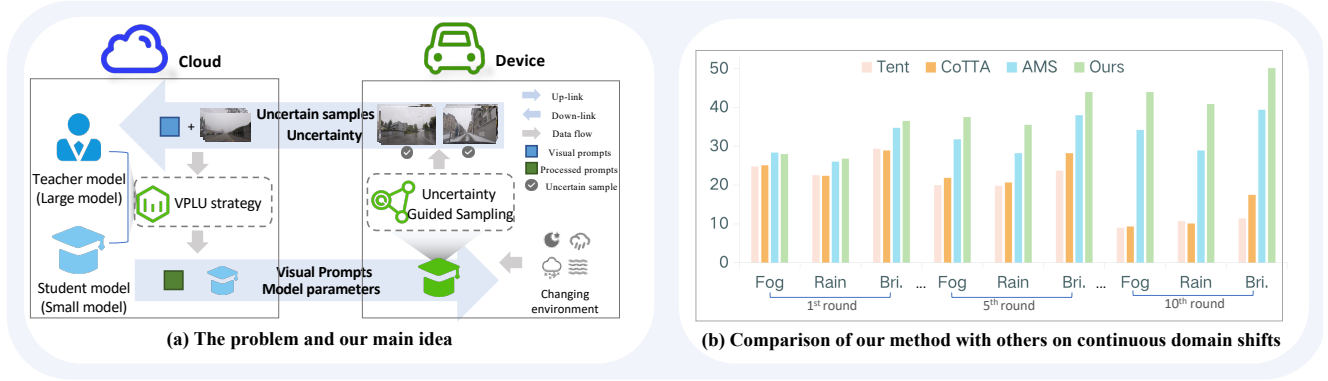 Cloud
Device
Uncertain samples
Uncertainty
+
Up-link
Down-link
Data flow
Visual prompts
Processed prompts
Uncertain sample
Teacher model
(Large model)
VPLU strategy
Uncertainty
Guided Sampling
Student model
(Small model)
Visual Prompts
Model parameters
Changing
environment
(a) The problem and our main idea
Tent CoTTA AMS Ours
50
40
30
20
10
0
Fog Rain Bri. ... Fog Rain Bri. ... Fog Rain Bri.
1st round 5th round 10th round
(b) Comparison of our method with others on continuous domain shifts